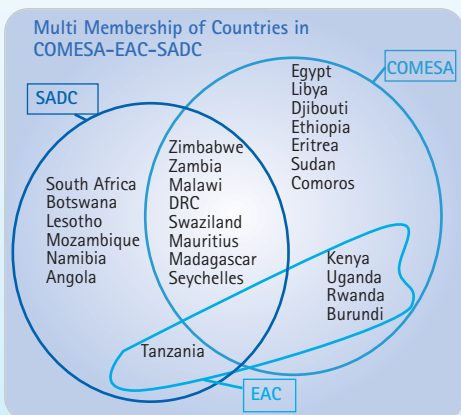 Multi Membership of Countries in
COMESA-EAC-SADC
COMESA
SADC
Egypt
Libya
Djibouti
Ethiopia
Eritrea
Sudan
Comoros
Zimbabwe
Zambia
Malawi
DRC
Swaziland
Mauritius
Madagascar
Seychelles
South Africa
Botswana
Lesotho
Mozambique
Namibia
Angola
Kenya
Uganda
Rwanda
Burundi
Tanzania
EAC